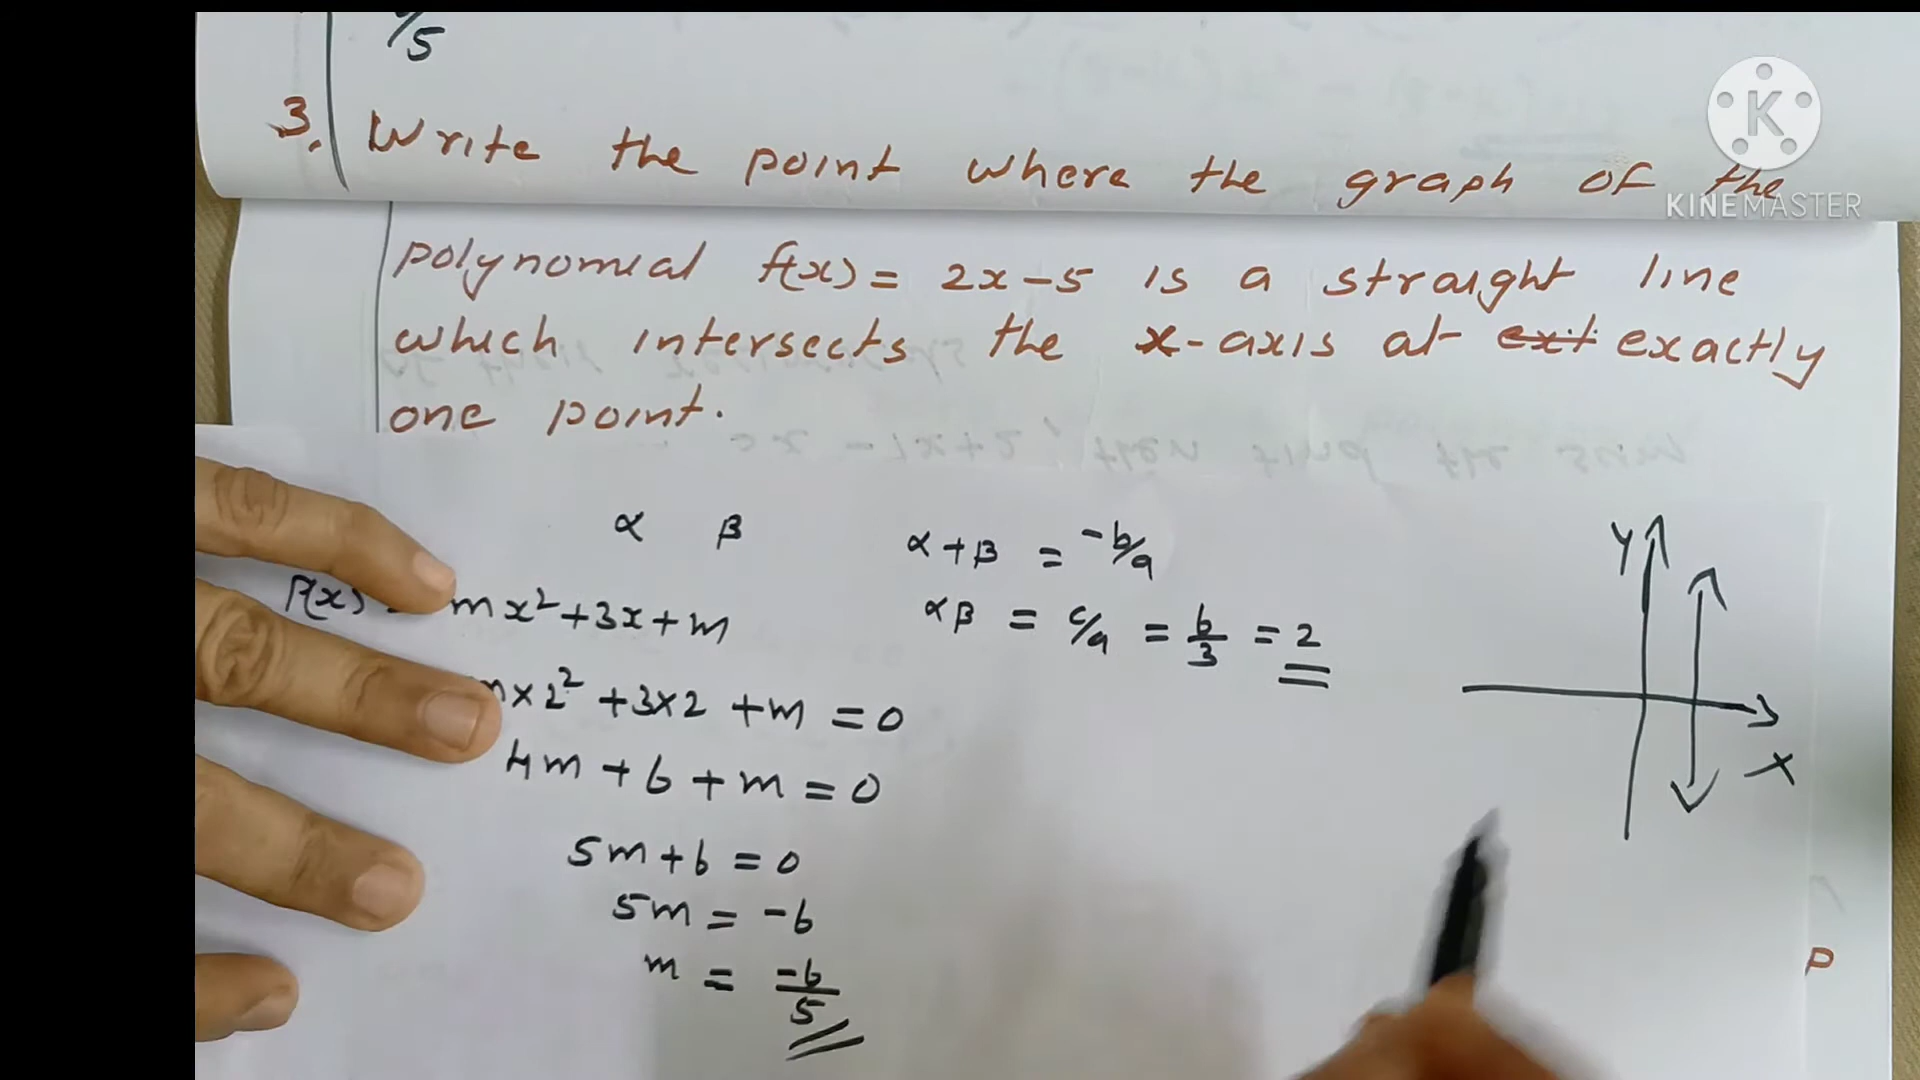 /5
3. Write the point where the graph of the
KINEMASTER
polynomial f(x) = 2x-5 is a straight line
which intersects the x-axis at ext exactly
one point.
α β
α+β = -b/a
P(x) = mx²+3x+m
αβ = c/a = 6/3 = 2
m×2² +3×2 +m =0
4m + 6 + m = 0
5m+6 = 0
5m = -6
m = -6/5
Y
X
P